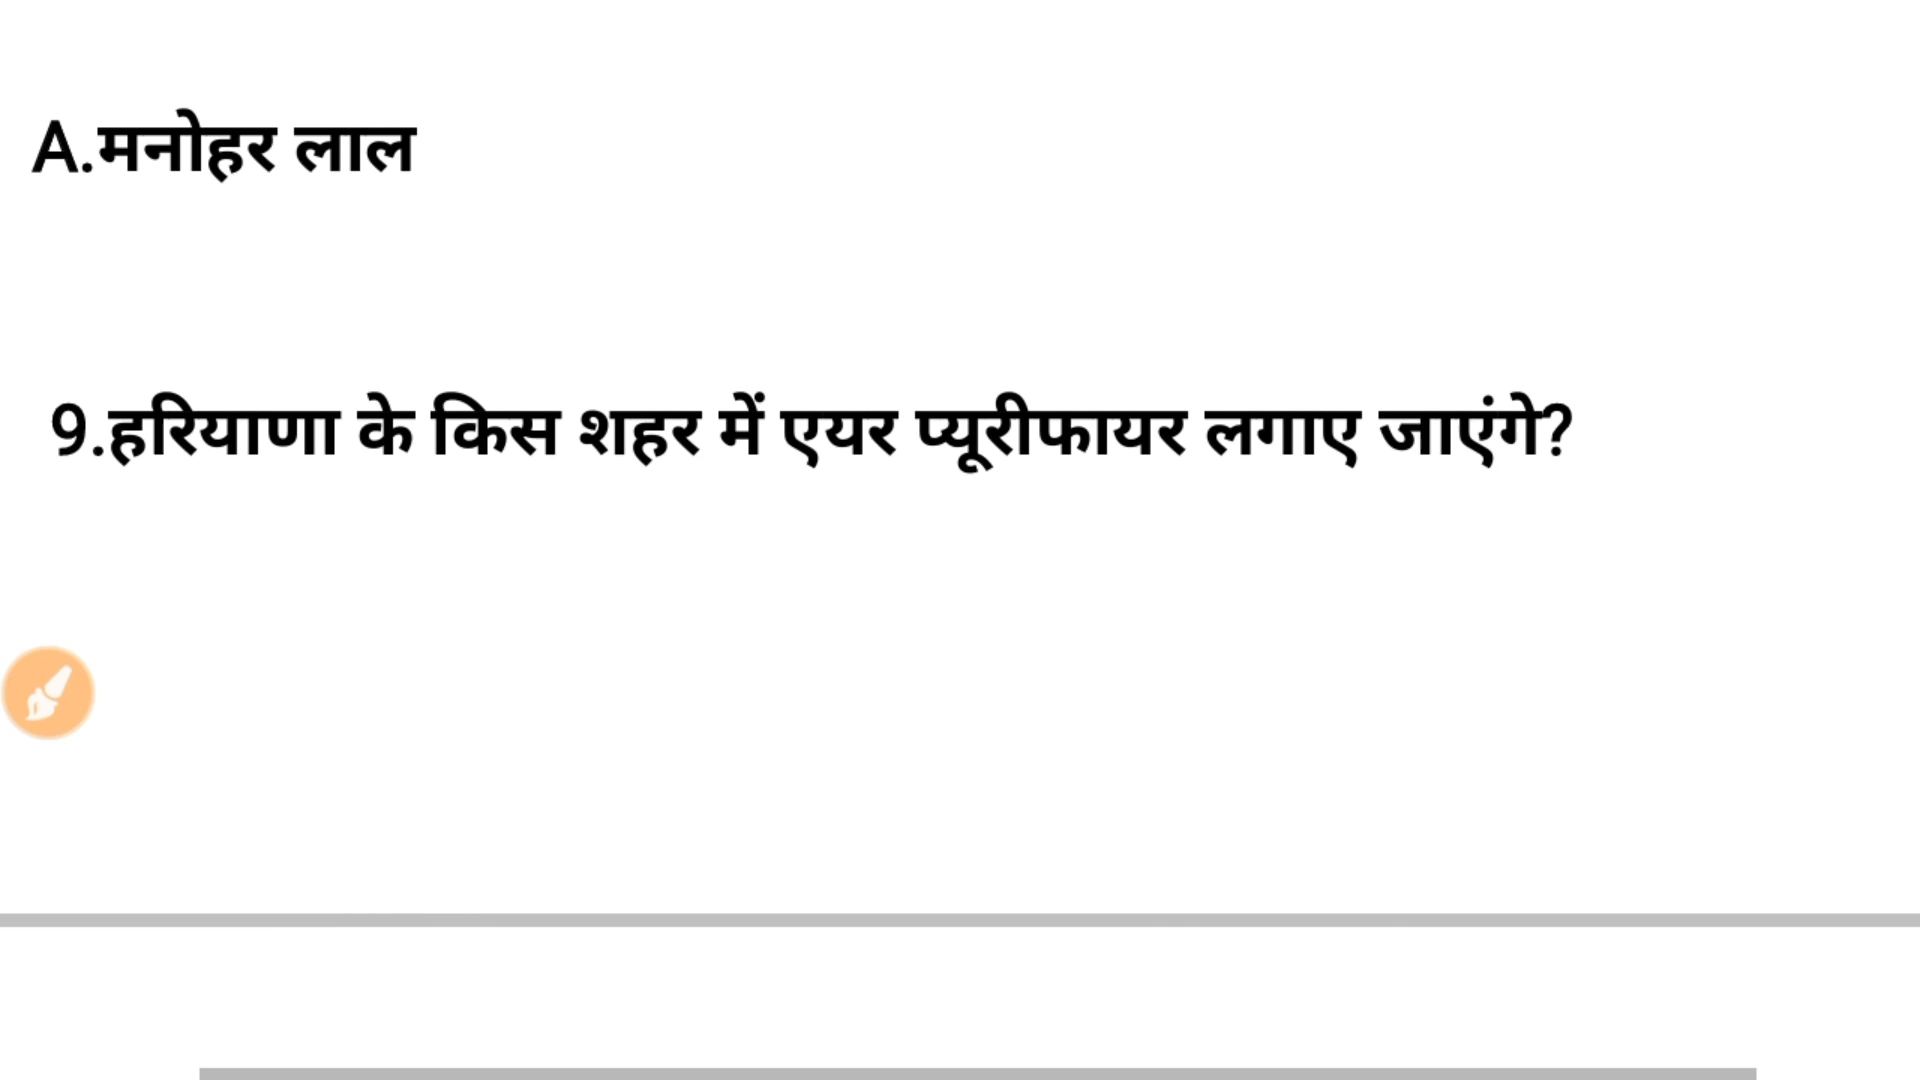 A.मनोहर लाल
9.हरियाणा के किस शहर में एयर प्यूरीफायर लगाए जाएंगे?